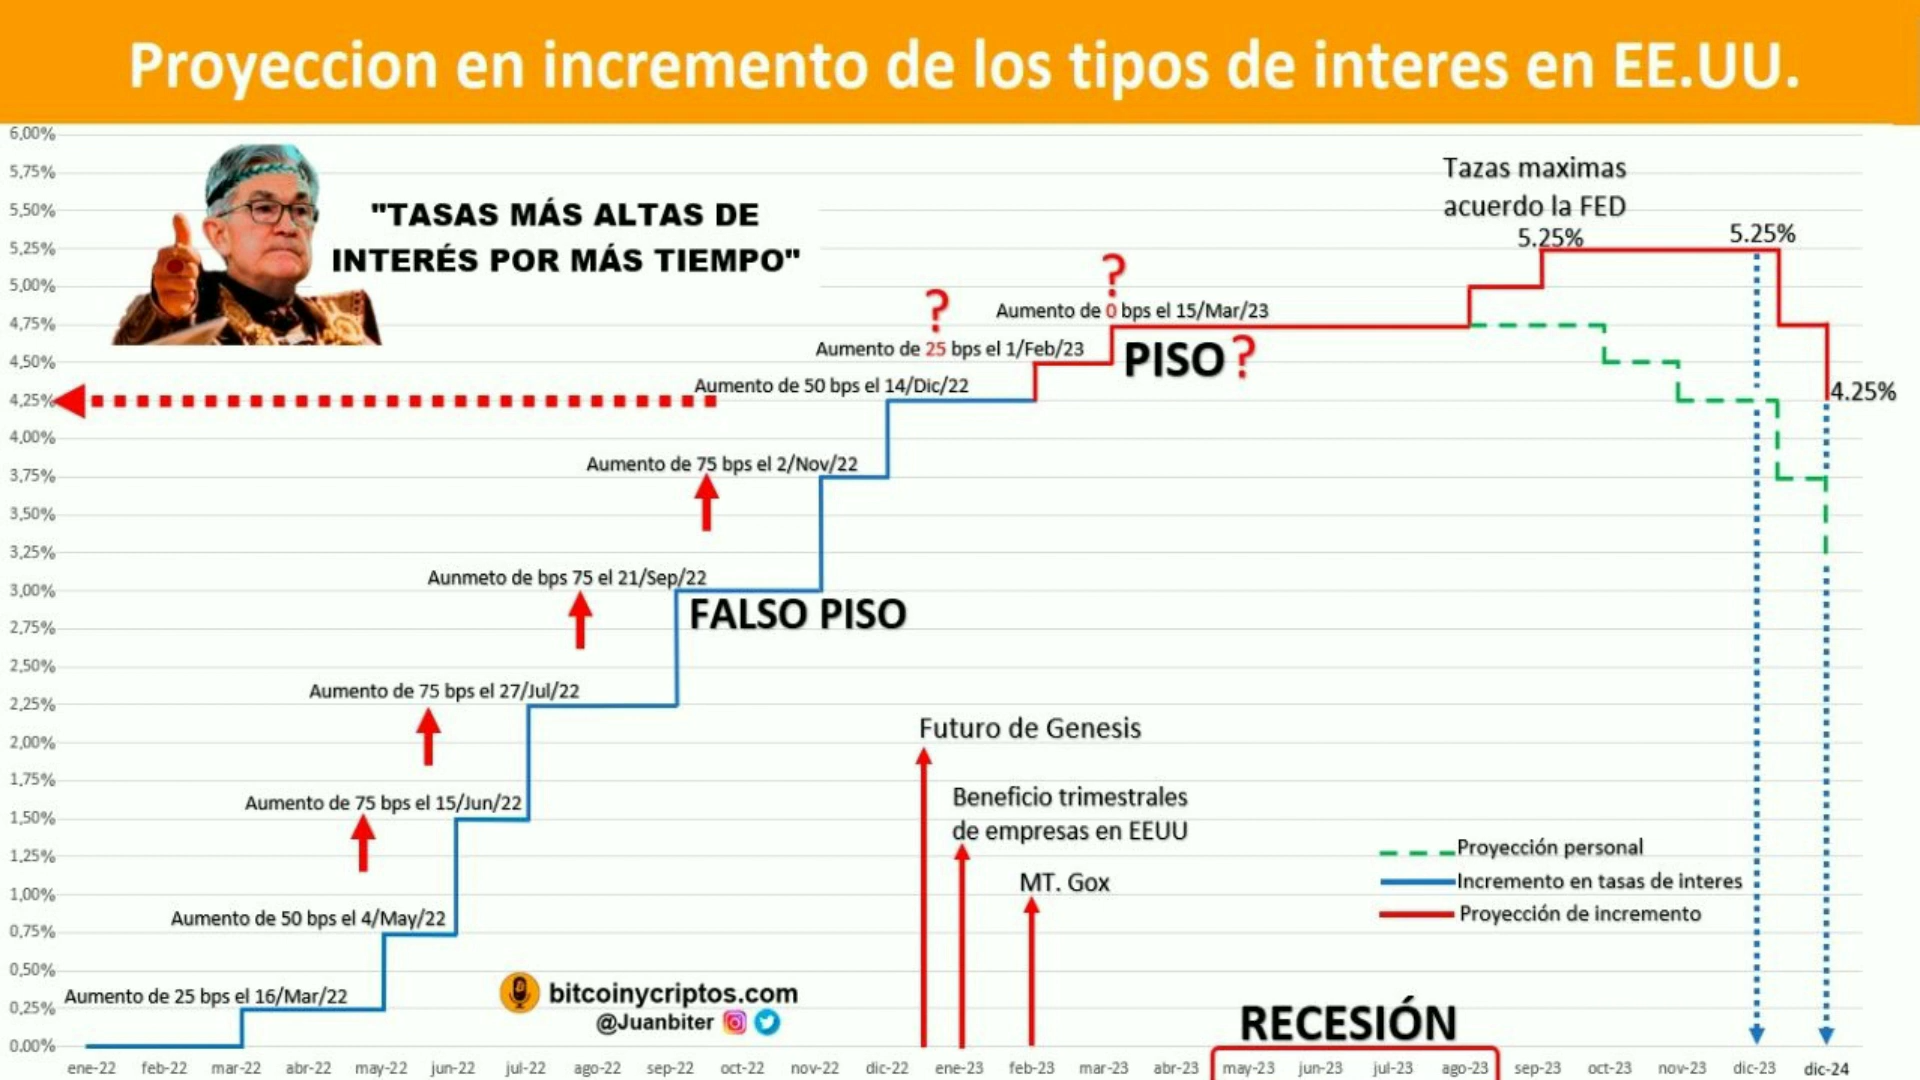 Proyeccion en incremento de los tipos de interes en EE.UU.
6,00%
5,75%
5,50%
5,25%
5,00%
4,75%
4,50%
4,25%
4,00%
3,75%
3,50%
3,25%
3,00%
2,75%
2,50%
2,25%
2,00%
1,75%
1,50%
1,25%
1,00%
0,75%
0,50%
0,25%
0.00%
"TASAS MÁS ALTAS DE
INTERÉS POR MÁS TIEMPO"
Tazas maximas
acuerdo la FED
5.25%
5.25%
?
?
Aumento de 0 bps el 15/Mar/23
Aumento de 25 bps el 1/Feb/23
PISO?
Aumento de 50 bps el 14/Dic/22
4.25%
Aumento de 75 bps el 2/Nov/22
Aunmeto de bps 75 el 21/Sep/22
FALSO PISO
Aumento de 75 bps el 27/Jul/22
Futuro de Genesis
Beneficio trimestrales
de empresas en EEUU
Aumento de 75 bps el 15/Jun/22
MT. Gox
Proyección personal
Incremento en tasas de interes
Proyección de incremento
Aumento de 50 bps el 4/May/22
Aumento de 25 bps el 16/Mar/22
bitcoinycriptos.com
@Juanbiter
RECESIÓN
ene-22 feb-22 mar-22 abr-22 may-22 jun-22 jul-22 ago-22 sep-22 oct-22 nov-22 dic-22 ene-23 feb-23 mar-23 abr-23 may-23 jun-23 jul-23 ago-23 sep-23 oct-23 nov-23 dic-23 dic-24